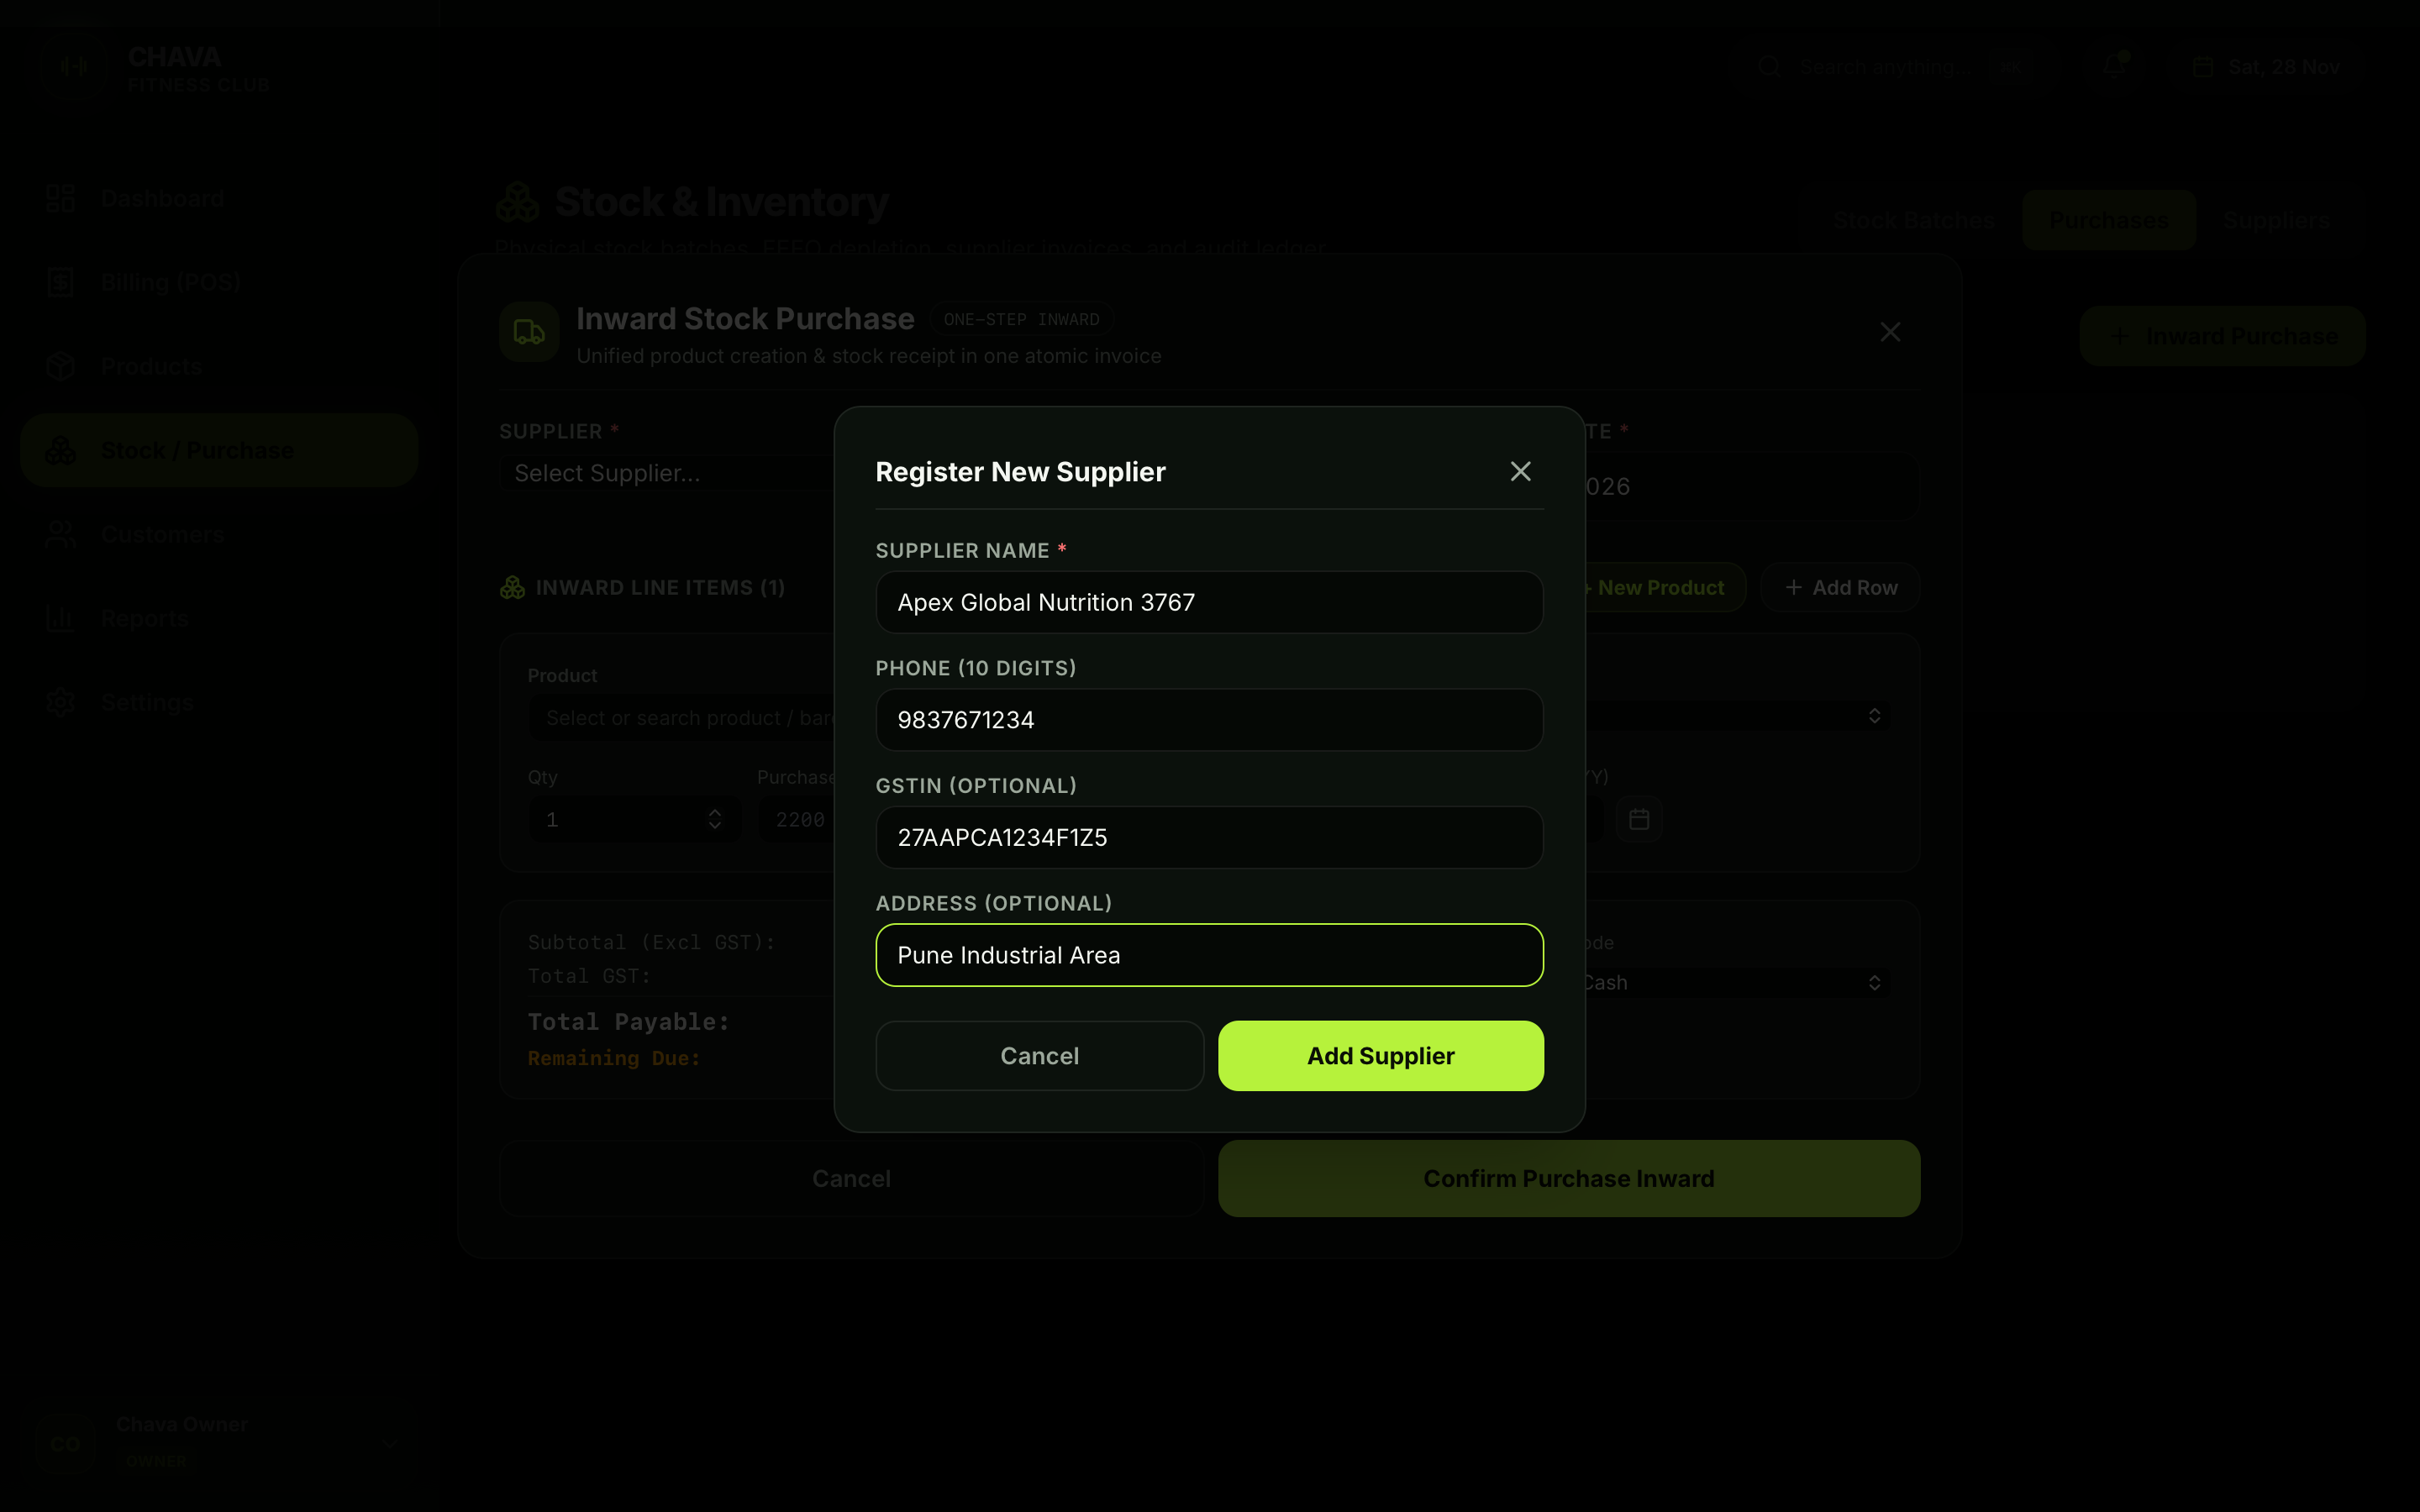 CHAVA
FITNESS CLUB
Search anything...
Sat, 28 Nov
Dashboard
Billing (POS)
Products
Stock / Purchase
Customers
Reports
Settings
Chava Owner
CO
OWNER
Stock & Inventory
Physical stock batches, FEFO depletion, supplier invoices, and audit ledger
Stock Batches
Purchases
Suppliers
+ Inward Purchase
Inward Stock Purchase
ONE-STEP INWARD
Unified product creation & stock receipt in one atomic invoice
SUPPLIER *
Select Supplier...
TE *
026
INWARD LINE ITEMS (1)
+ New Product
+ Add Row
Product
Select or search product / bar
Qty
Purchase
YY)
1
2200
Subtotal (Excl GST):
Total GST:
Total Payable:
Remaining Due:
ode
Cash
Cancel
Confirm Purchase Inward
Register New Supplier
SUPPLIER NAME *
Apex Global Nutrition 3767
PHONE (10 DIGITS)
9837671234
GSTIN (OPTIONAL)
27AAPCA1234F1Z5
ADDRESS (OPTIONAL)
Pune Industrial Area
Cancel
Add Supplier